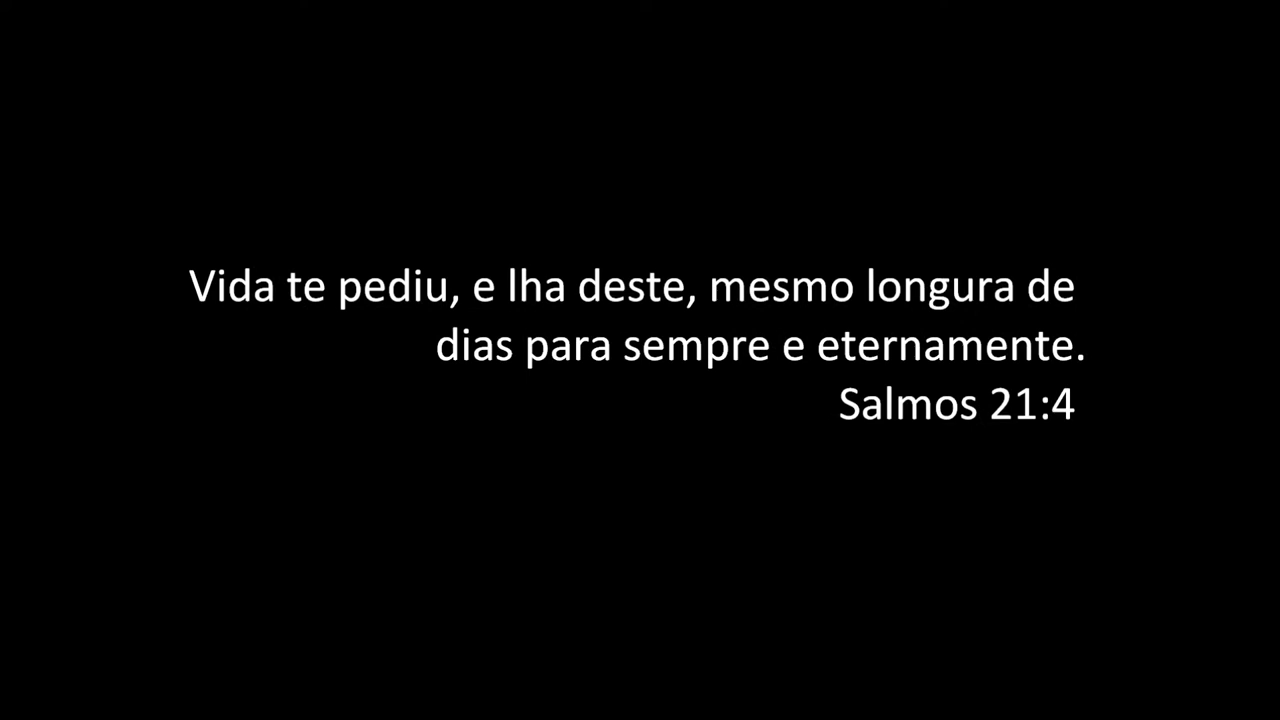 Vida te pediu, e lha deste, mesmo longura de
dias para sempre e eternamente.
Salmos 21:4